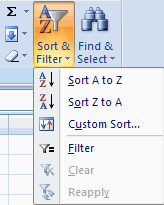 Σ
Sort & Find &
Filter Select
Sort A to Z
Sort Z to A
Custom Sort...
Filter
Clear
Reapply